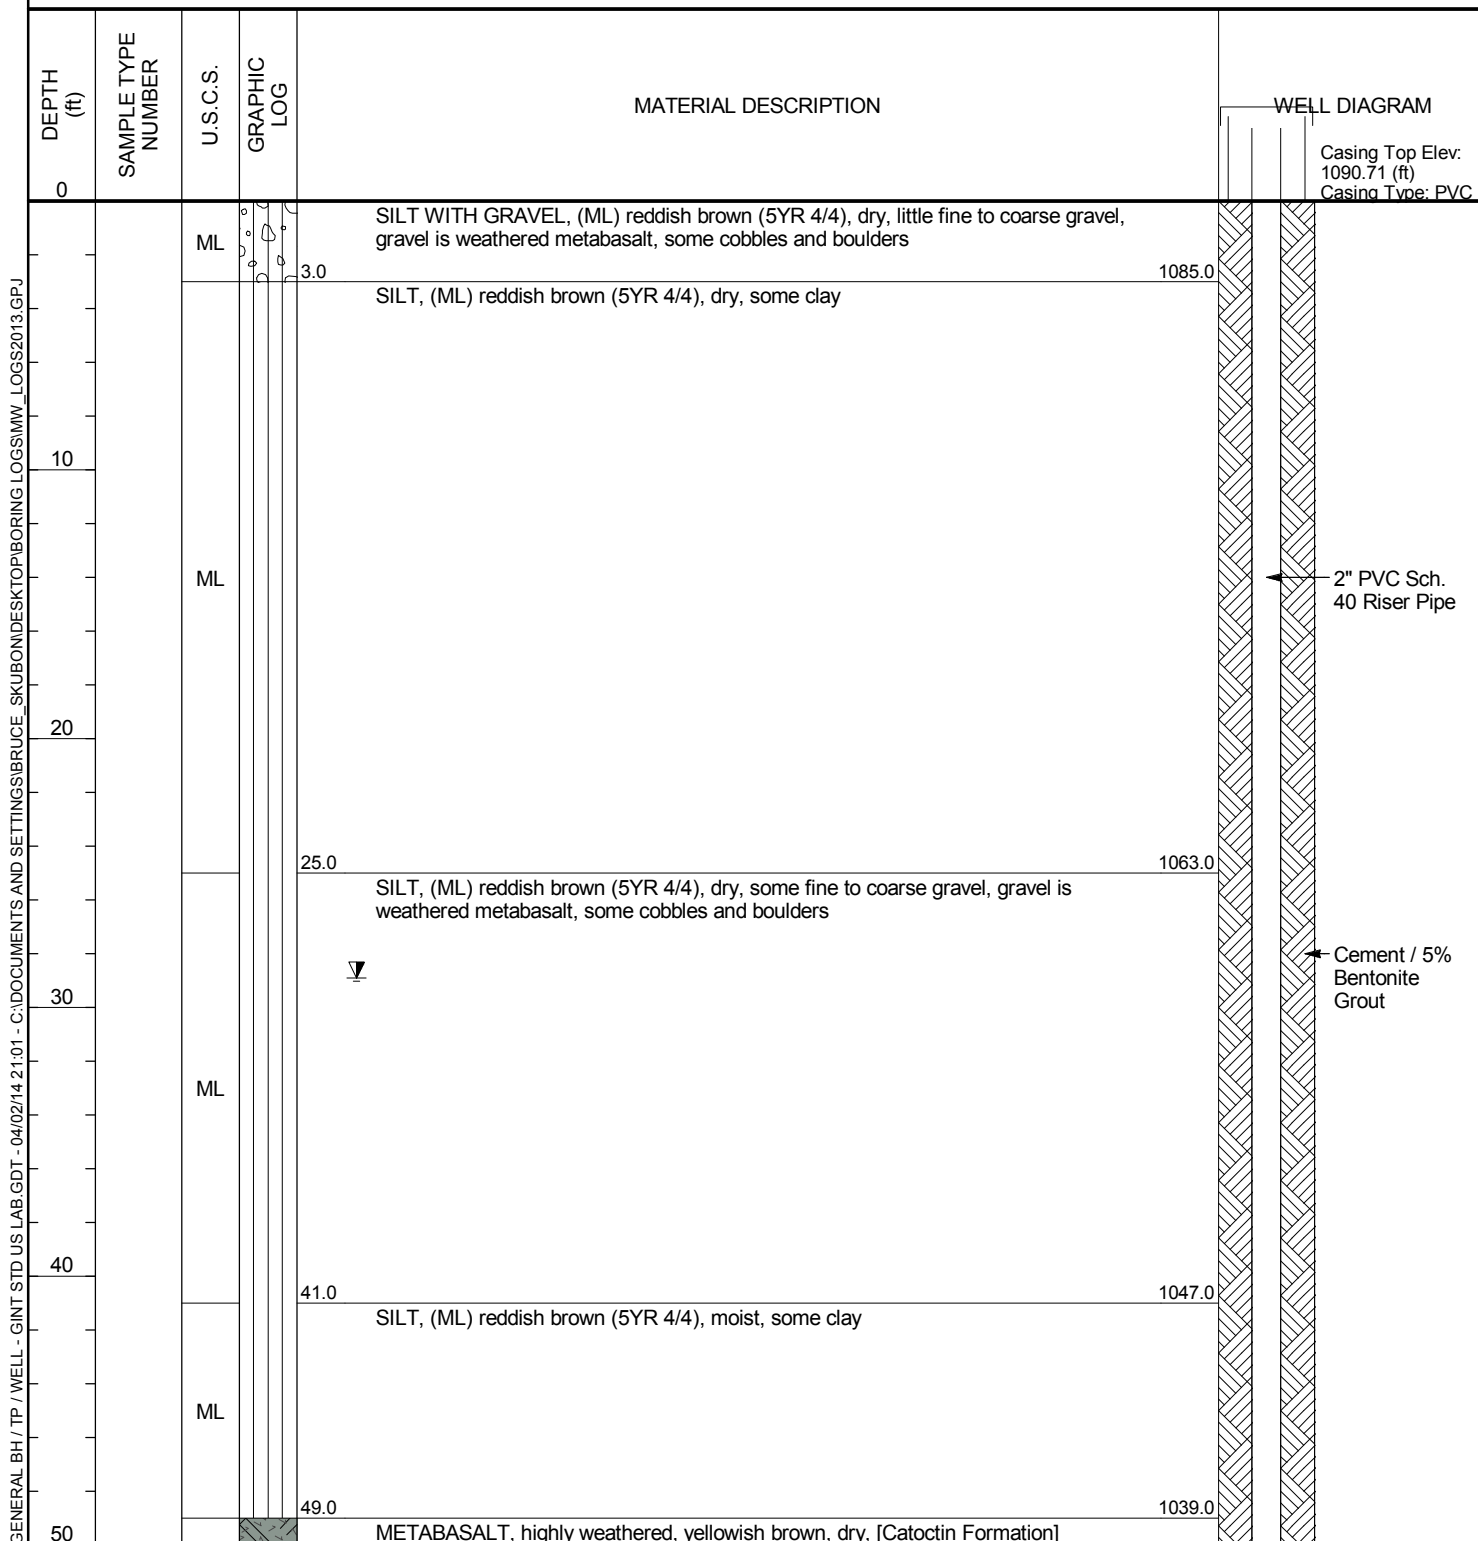 DEPTH
(ft)
SAMPLE TYPE
NUMBER
U.S.C.S.
GRAPHIC
LOG
MATERIAL DESCRIPTION
WELL DIAGRAM
Casing Top Elev:
1090.71 (ft)
Casing Type: PVC
0
SILT WITH GRAVEL, (ML) reddish brown (5YR 4/4), dry, little fine to coarse gravel,
gravel is weathered metabasalt, some cobbles and boulders
ML
3.0
1085.0
SILT, (ML) reddish brown (5YR 4/4), dry, some clay
10
ML
2" PVC Sch.
40 Riser Pipe
20
25.0
1063.0
SILT, (ML) reddish brown (5YR 4/4), dry, some fine to coarse gravel, gravel is
weathered metabasalt, some cobbles and boulders
Cement / 5%
Bentonite
Grout
30
ML
40
41.0
1047.0
SILT, (ML) reddish brown (5YR 4/4), moist, some clay
ML
49.0
1039.0
METABASALT, highly weathered, yellowish brown, dry, [Catoctin Formation]
50
GENERAL BH / TP / WELL - GINT STD US LAB.GDT - 04/02/14 21:01 - C:\DOCUMENTS AND SETTINGS\BRUCE_SKUBON\DESKTOP\BORING LOGS\MW_LOGS2013.GPJ